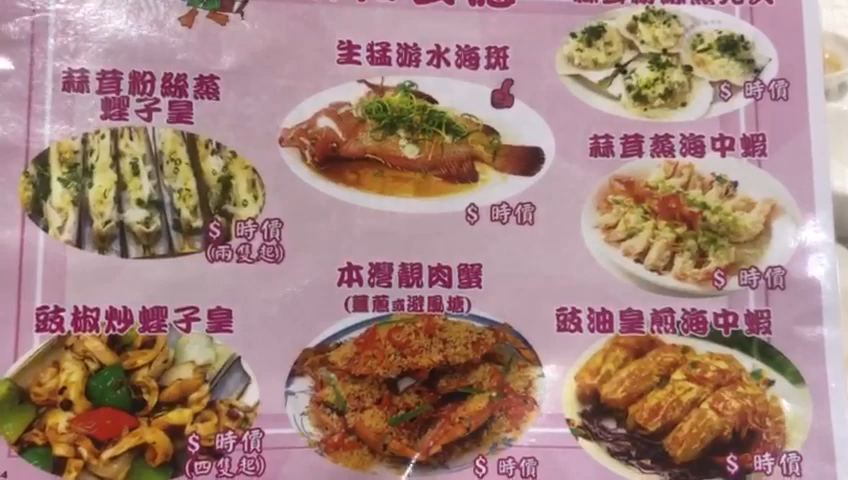 生猛游水海斑
$ 時價
蒜茸粉絲蒸
蟶子皇
$ 時價
(兩隻起)
$ 時價
蒜茸蒸海中蝦
$ 時價
豉椒炒蟶子皇
$ 時價
(四隻起)
本灣靚肉蟹
(薑蔥或避風塘)
$ 時價
豉油皇煎海中蝦
$ 時價
4